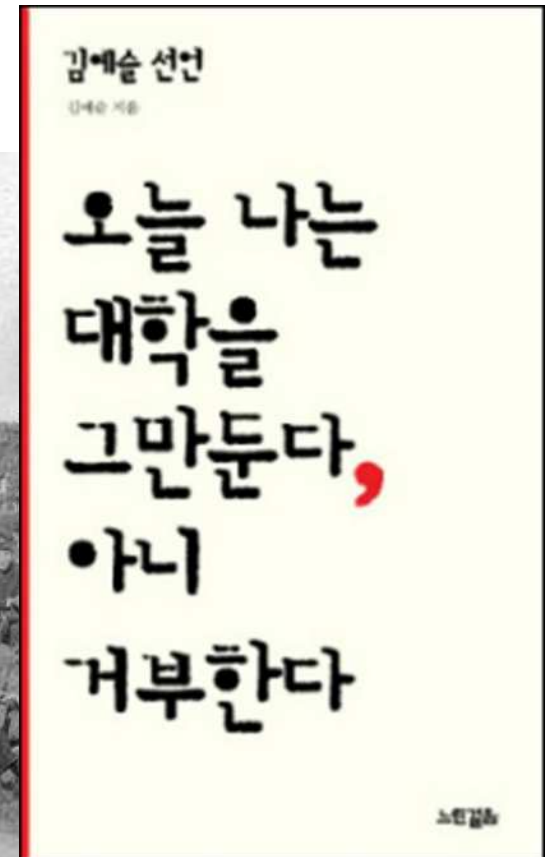 김예슬 선언
김예슬 지음
오늘 나는
대학을
그만둔다,
아니
거부한다
느린걸음